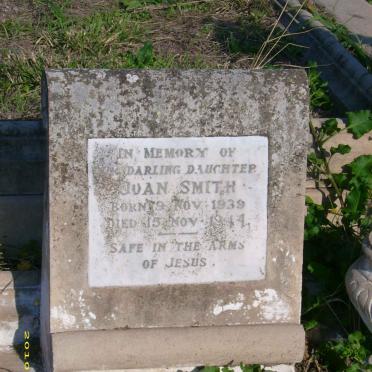 IN MEMORY OF
DARLING DAUGHTER
JOAN SMITH
BORN 9 NOV. 1939
DIED 15 NOV. 1944.
SAFE IN THE ARMS
OF JESUS.
2010